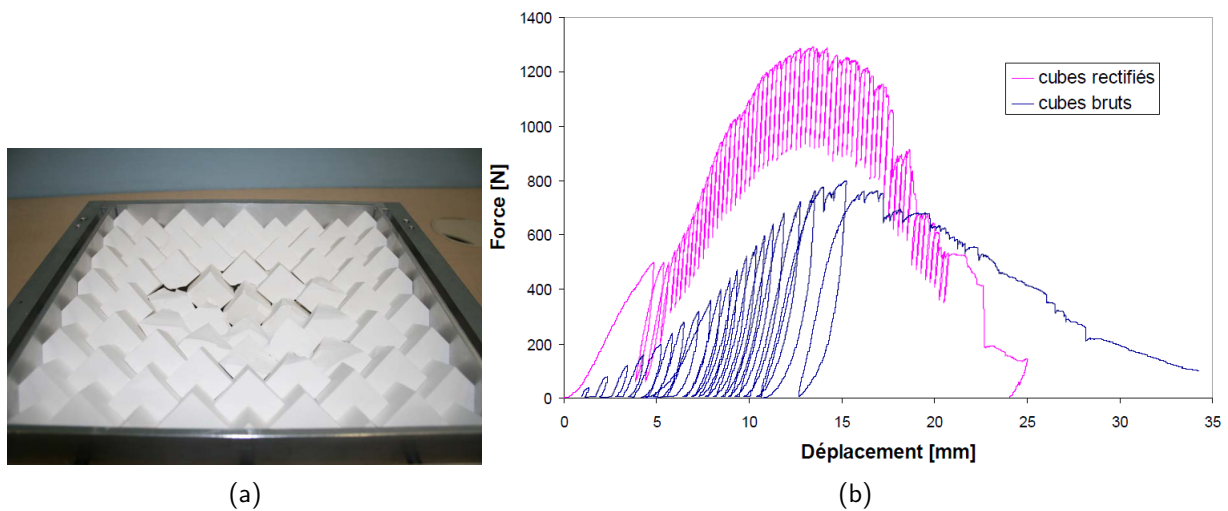 1400
1200
1000
800
600
400
200
0
Force [N]
cubes rectifiés
cubes bruts
0 5 10 15 20 25 30 35
Déplacement [mm]
(a) (b)